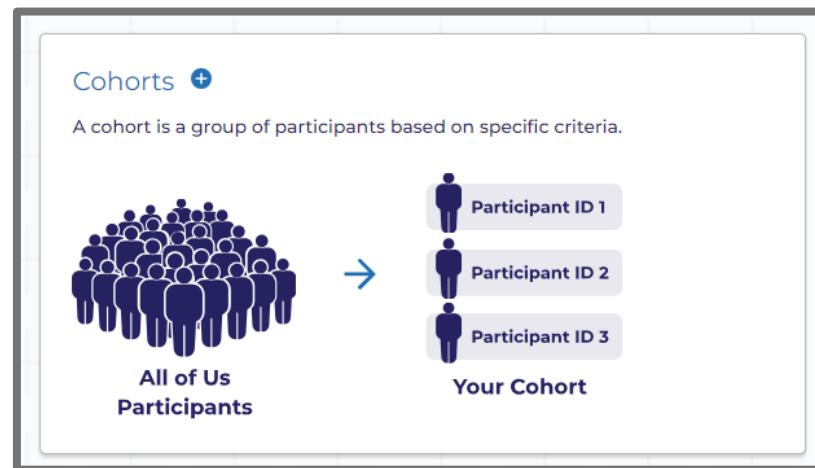 Cohorts
A cohort is a group of participants based on specific criteria.
Participant ID 1
Participant ID 2
Participant ID 3
All of Us
Participants
Your Cohort